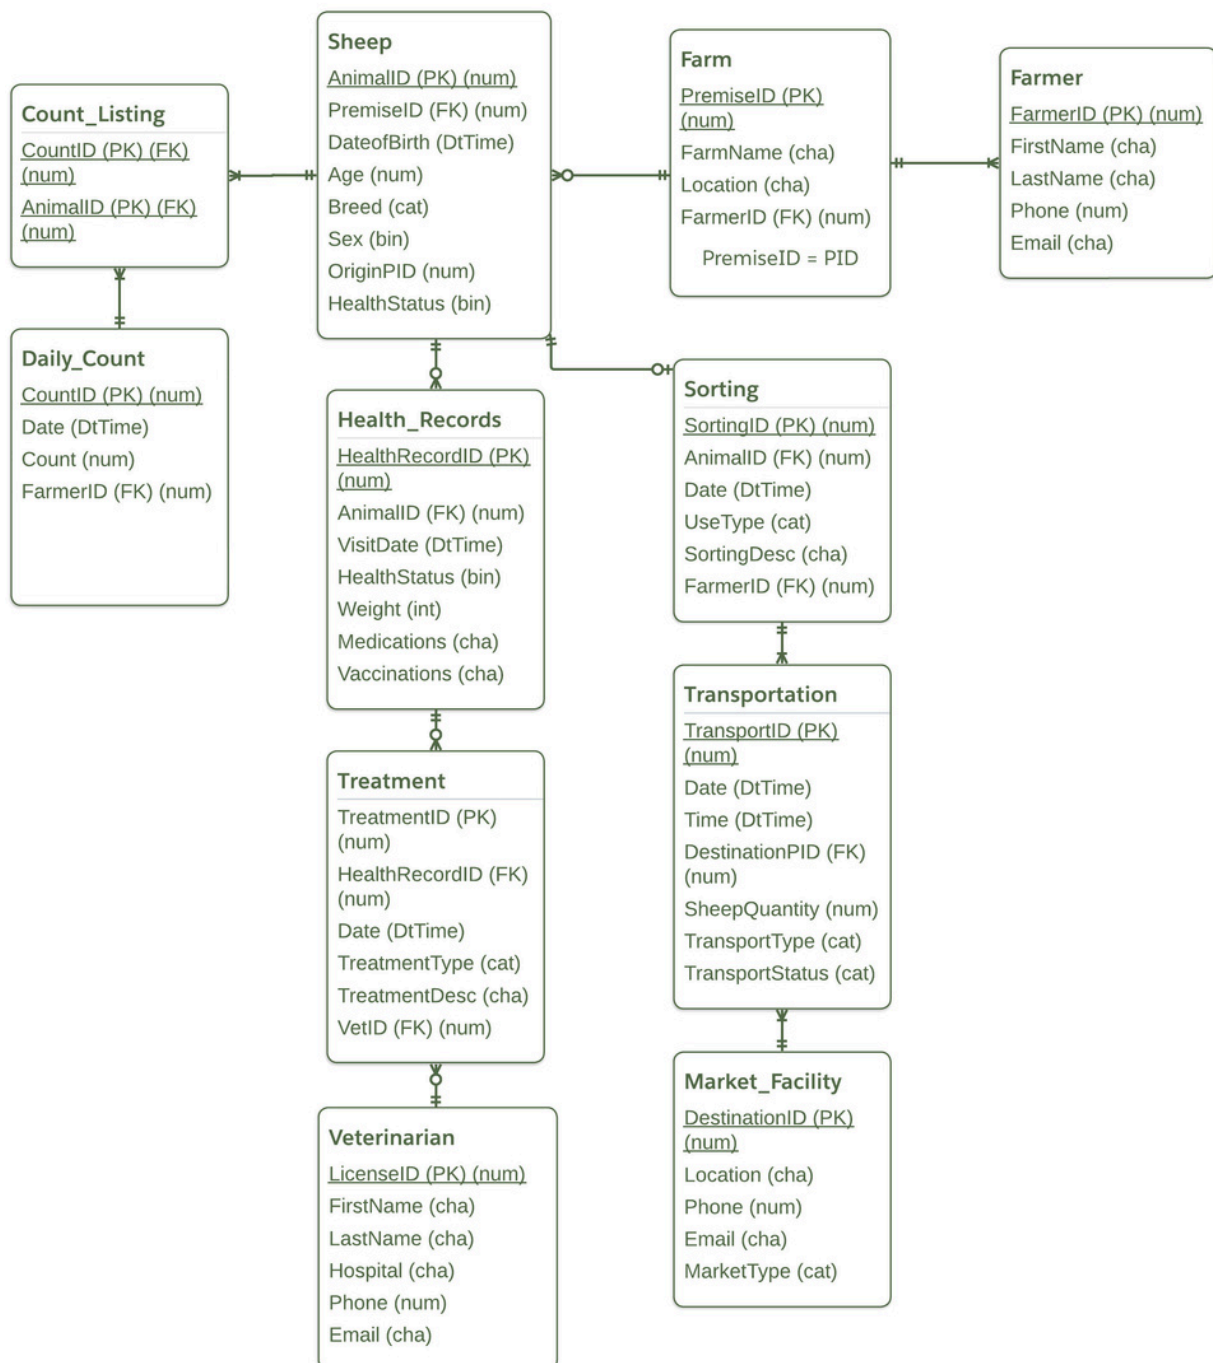 Sheep
AnimalID (PK) (num)
PremiseID (FK) (num)
DateofBirth (DtTime)
Age (num)
Breed (cat)
Sex (bin)
OriginPID (num)
HealthStatus (bin)
Farm
PremiseID (PK)
(num)
FarmName (cha)
Location (cha)
FarmerID (FK) (num)
PremiseID = PID
Farmer
FarmerID (PK) (num)
FirstName (cha)
LastName (cha)
Phone (num)
Email (cha)
Count_Listing
CountID (PK) (FK)
(num)
AnimalID (PK) (FK)
(num)
Daily_Count
CountID (PK) (num)
Date (DtTime)
Count (num)
FarmerID (FK) (num)
Health_Records
HealthRecordID (PK)
(num)
AnimalID (FK) (num)
VisitDate (DtTime)
HealthStatus (bin)
Weight (int)
Medications (cha)
Vaccinations (cha)
Sorting
SortingID (PK) (num)
AnimalID (FK) (num)
Date (DtTime)
UseType (cat)
SortingDesc (cha)
FarmerID (FK) (num)
Treatment
TreatmentID (PK)
(num)
HealthRecordID (FK)
(num)
Date (DtTime)
TreatmentType (cat)
TreatmentDesc (cha)
VetID (FK) (num)
Transportation
TransportID (PK)
(num)
Date (DtTime)
Time (DtTime)
DestinationPID (FK)
(num)
SheepQuantity (num)
TransportType (cat)
TransportStatus (cat)
Veterinarian
LicenseID (PK) (num)
FirstName (cha)
LastName (cha)
Hospital (cha)
Phone (num)
Email (cha)
Market_Facility
DestinationID (PK)
(num)
Location (cha)
Phone (num)
Email (cha)
MarketType (cat)